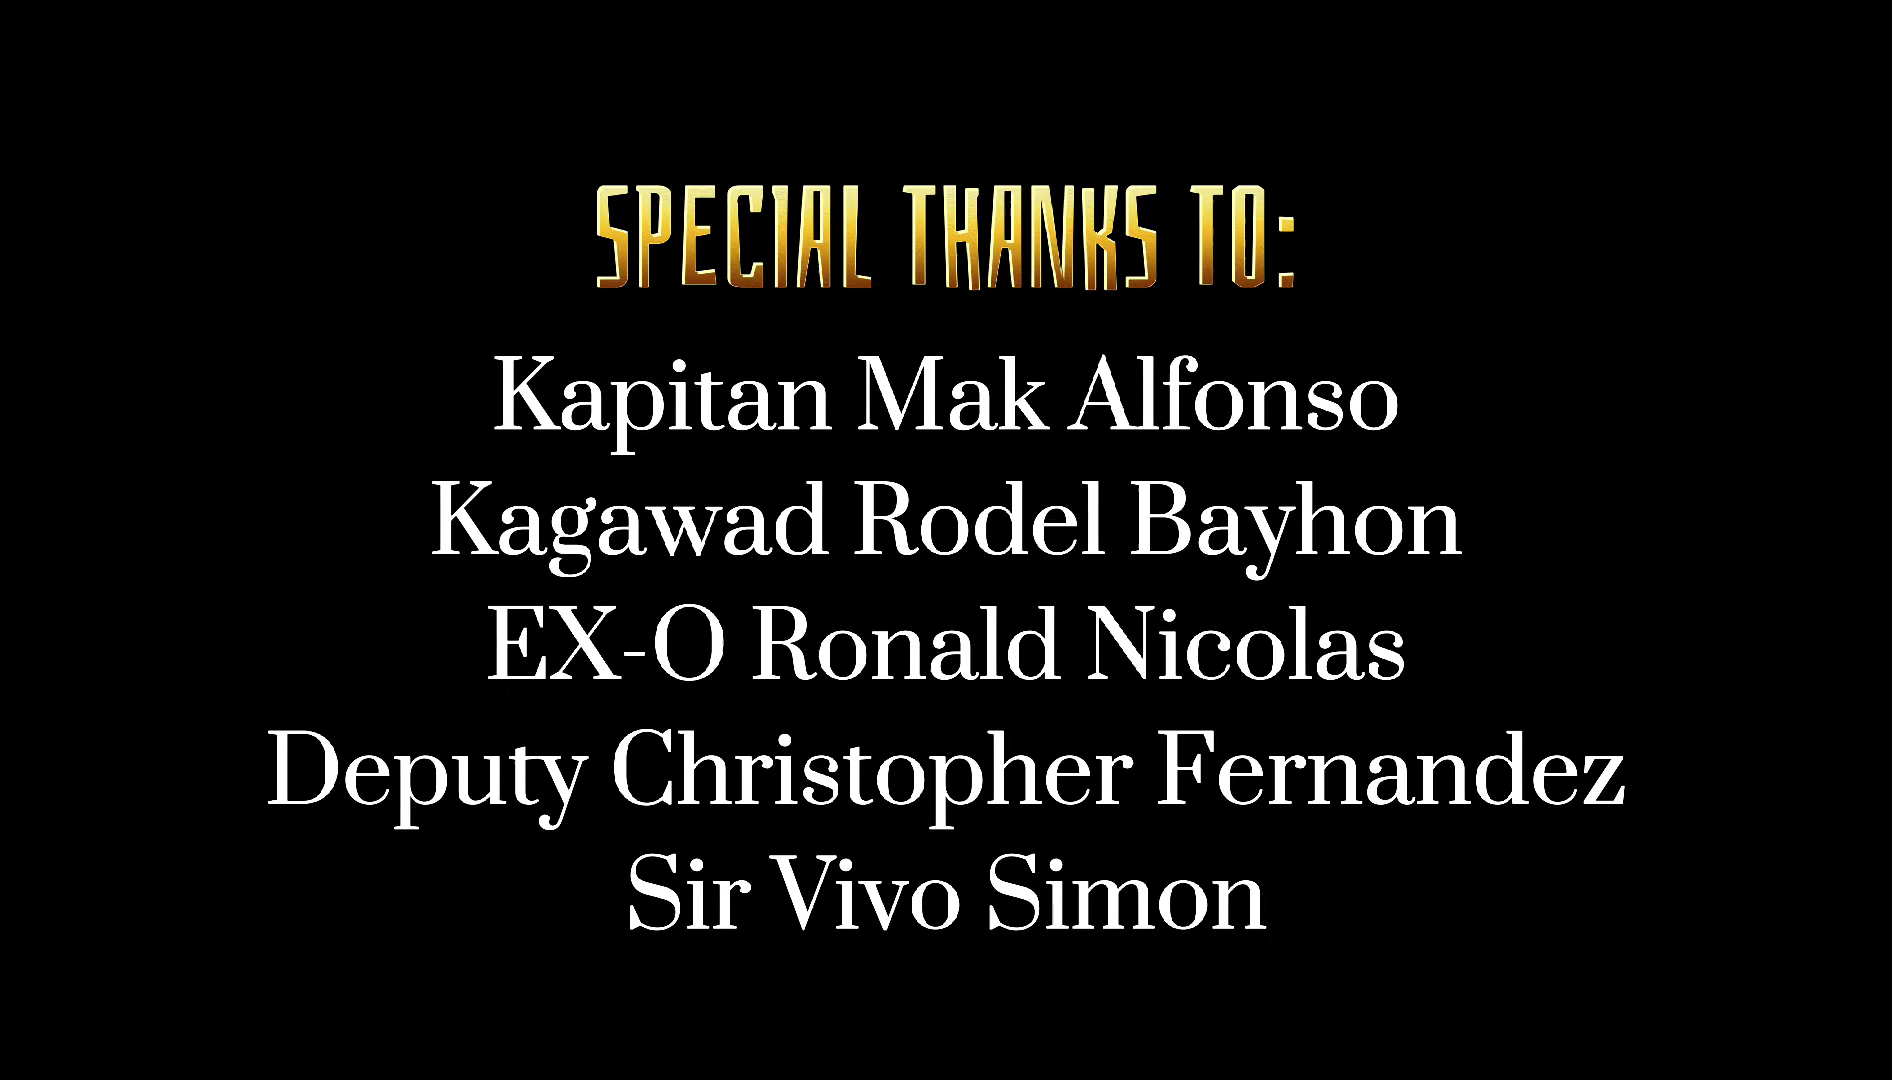 SPECIAL THANKS TO:
Kapitan Mak Alfonso
Kagawad Rodel Bayhon
EX-O Ronald Nicolas
Deputy Christopher Fernandez
Sir Vivo Simon